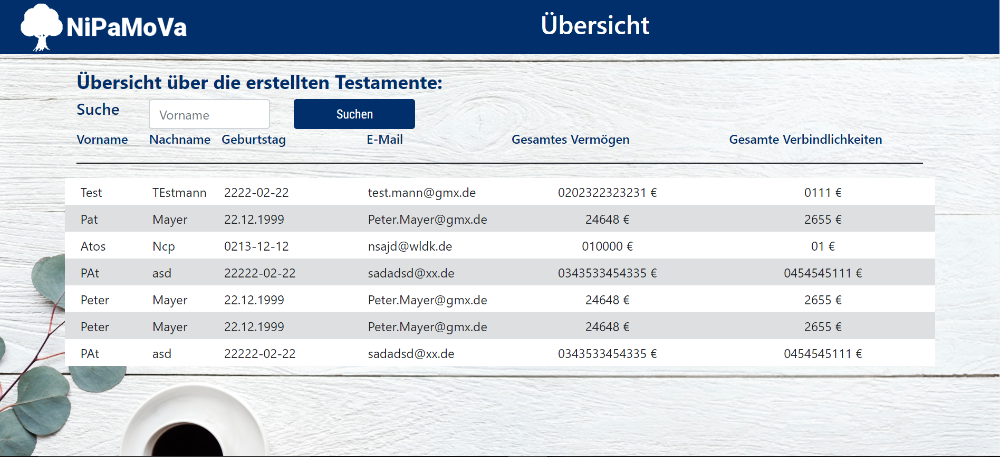 NiPaMoVa
Übersicht
Übersicht über die erstellten Testamente:
Suche Vorname Suchen
Vorname Nachname Geburtstag E-Mail Gesamtes Vermögen Gesamte Verbindlichkeiten
Test TEstmann 2222-02-22 test.mann@gmx.de 0202322323231 € 0111 €
Pat Mayer 22.12.1999 Peter.Mayer@gmx.de 24648 € 2655 €
Atos Ncp 0213-12-12 nsajd@wldk.de 010000 € 01 €
PAt asd 22222-02-22 sadadsd@xx.de 0343533454335 € 0454545111 €
Peter Mayer 22.12.1999 Peter.Mayer@gmx.de 24648 € 2655 €
Peter Mayer 22.12.1999 Peter.Mayer@gmx.de 24648 € 2655 €
PAt asd 22222-02-22 sadadsd@xx.de 0343533454335 € 0454545111 €